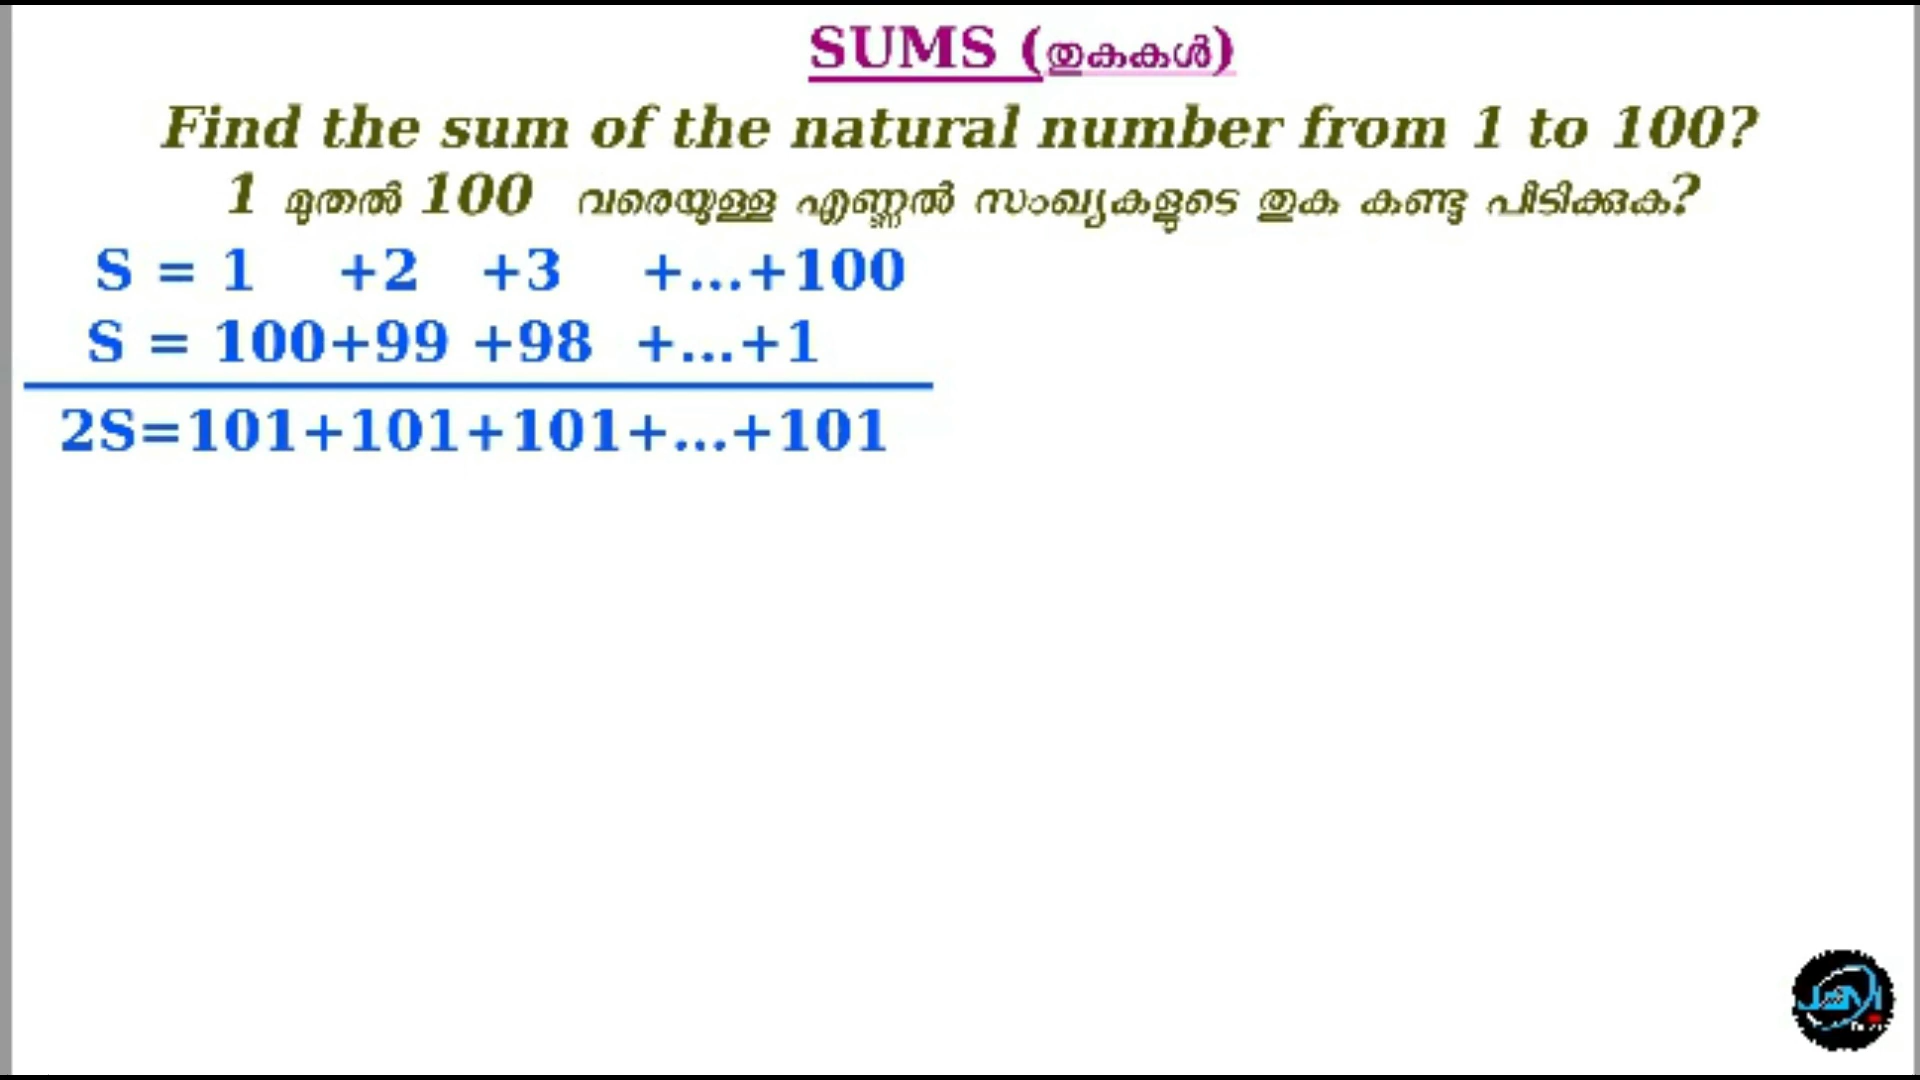 SUMS (തുകകൾ)
Find the sum of the natural number from 1 to 100?
1 മുതൽ 100 വരെയുള്ള എണ്ണൽ സംഖ്യകളുടെ തുക കണ്ടു പിടിക്കുക?
S = 1 +2 +3 +...+100
S = 100+99 +98 +...+1
2S=101+101+101+...+101